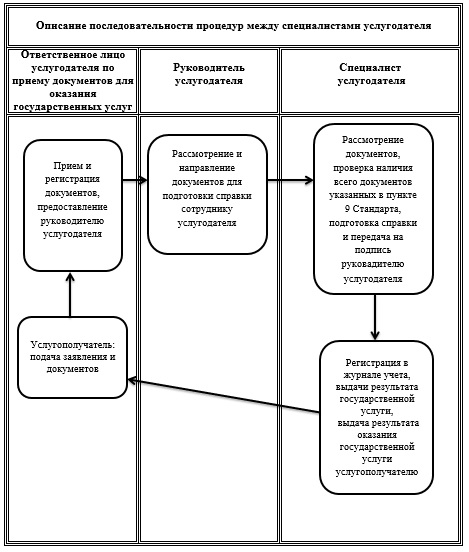 Описание последовательности процедур между специалистами услугодателя
Ответственное лицо
услугодателя по
приему документов для
оказания
государственных услуг
Руководитель
услугодателя
Специалист
услугодателя
Прием и
регистрация
документов,
предоставление
руководителю
услугодателя
Рассмотрение и
направление
документов для
подготовки справки
сотруднику
услугодателя
Рассмотрение
документов,
проверка наличия
всего документов
указанных в пункте
9 Стандарта,
подготовка справки
и передача на
подпись
руковадителю
услугодателя
Услугополучатель:
подача заявления и
документов
Регистрация в
журнале учета,
выдачи результата
государственной
услуги,
выдача результата
оказания
государственной
услуги
услугополучателю